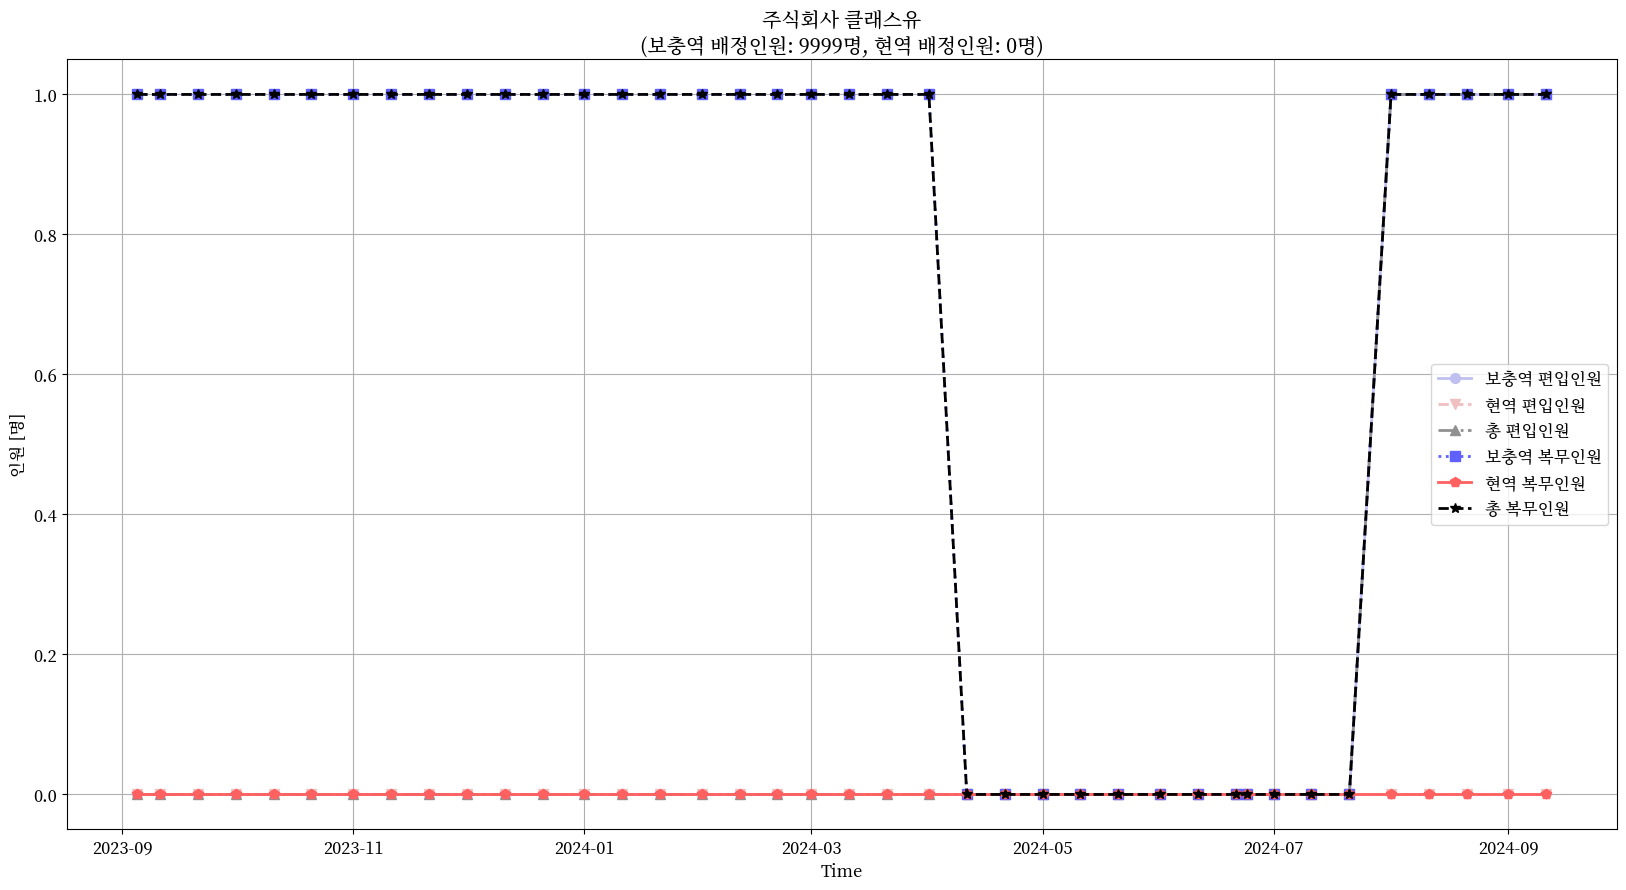 주식회사 클래스유
(보충역 배정인원: 9999명, 현역 배정인원: 0명)
인원 [명]
1.0
0.8
0.6
0.4
0.2
0.0
보충역 편입인원
현역 편입인원
총 편입인원
보충역 복무인원
현역 복무인원
총 복무인원
2023-09 2023-11 2024-01 2024-03 2024-05 2024-07 2024-09
Time